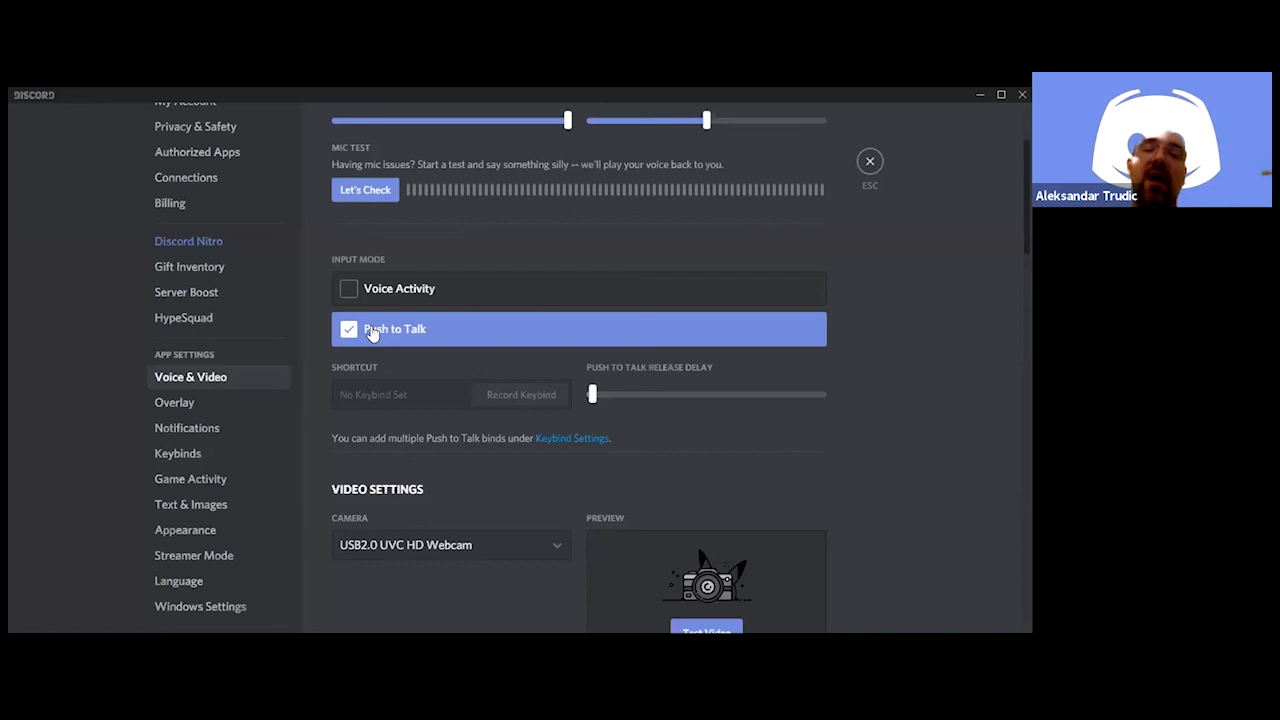 DISCORD
My Account
Privacy & Safety
Authorized Apps
Connections
Billing
Discord Nitro
Gift Inventory
Server Boost
HypeSquad
APP SETTINGS
Voice & Video
Overlay
Notifications
Keybinds
Game Activity
Text & Images
Appearance
Streamer Mode
Language
Windows Settings
MIC TEST
Having mic issues? Start a test and say something silly -- we'll play your voice back to you.
Let's Check
INPUT MODE
Voice Activity
Push to Talk
SHORTCUT
No Keybind Set
Record Keybind
PUSH TO TALK RELEASE DELAY
You can add multiple Push to Talk binds under Keybind Settings.
VIDEO SETTINGS
CAMERA
USB2.0 UVC HD Webcam
PREVIEW
Test Video
ESC
Aleksandar Trudic